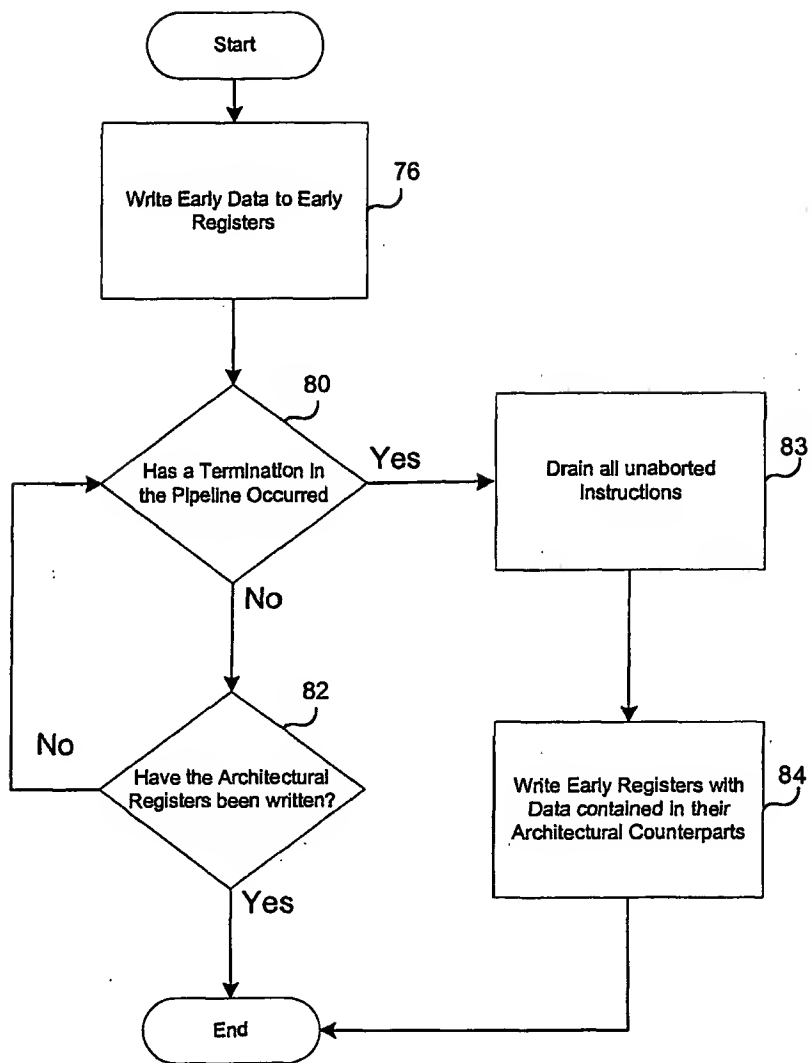 Start
76
Write Early Data to Early
Registers
80
Has a Termination in
the Pipeline Occurred
Yes
83
Drain all unaborted
Instructions
No
82
No
Have the Architectural
Registers been written?
84
Write Early Registers with
Data contained in their
Architectural Counterparts
Yes
End